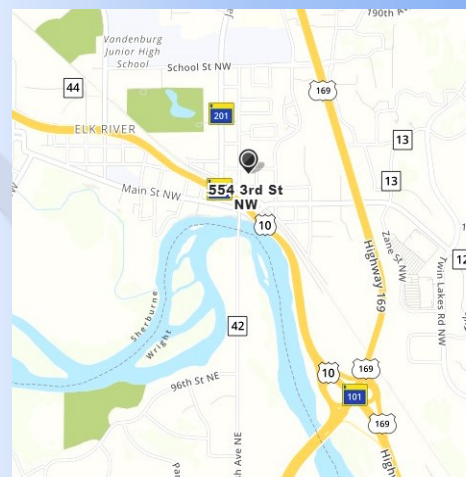 190th A
Vandenburg
Junior High
School
School St NW
169
44
201
ELK RIVER
13
13
554 3rd St
NW
Main St NW
10
Zane St NW
Highway 169
Twin Lakes Rd NW
12
Sherburne
Wright
42
10
169
96th St NE
101
169